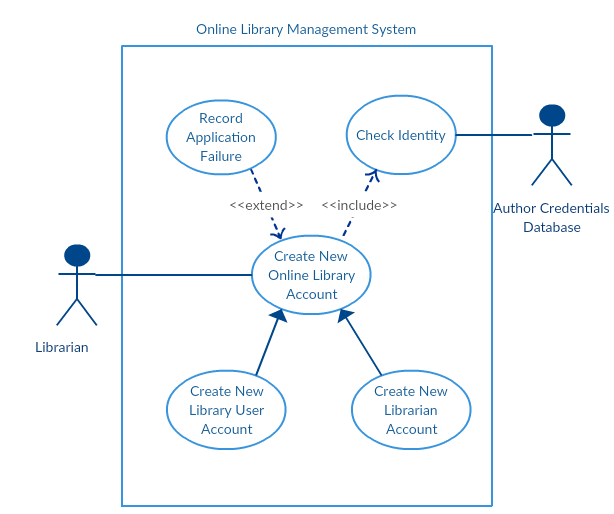 Online Library Management System
Record
Application
Failure
Check Identity
<<extend>>
<<include>>
Author Credentials
Database
Create New
Online Library
Account
Librarian
Create New
Library User
Account
Create New
Librarian
Account